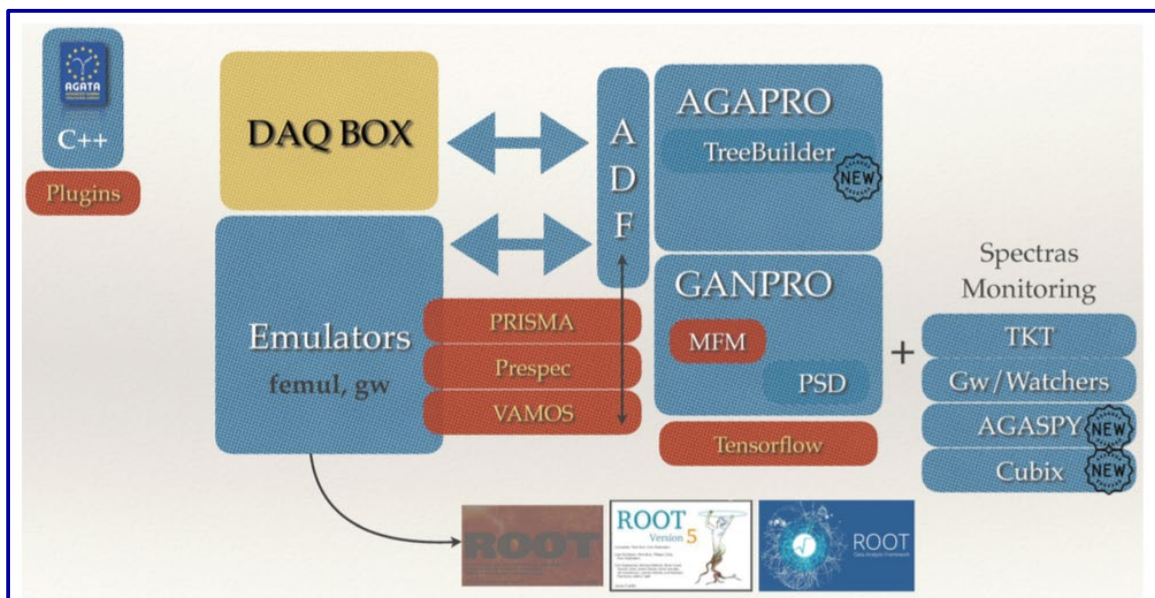 AGATA
C++
Plugins
DAQ BOX
Emulators
femul, gw
PRISMA
Prespec
VAMOS
A
D
F
AGAPRO
TreeBuilder
NEW
GANPRO
MFM
PSD
Tensorflow
+
Spectras
Monitoring
TKT
Gw/Watchers
AGASPY
NEW
Cubix
NEW
ROOT
ROOT
Version 5
ROOT
Data Analysis Framework